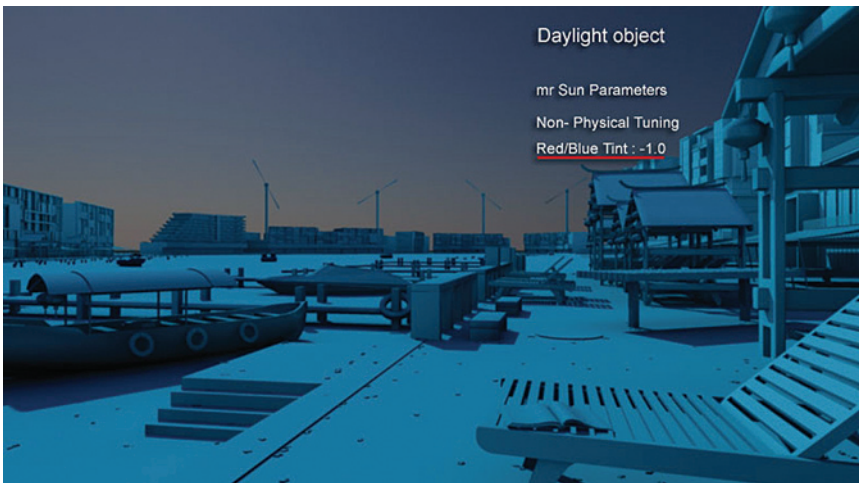 Daylight object
mr Sun Parameters
Non- Physical Tuning
Red/Blue Tint : -1.0